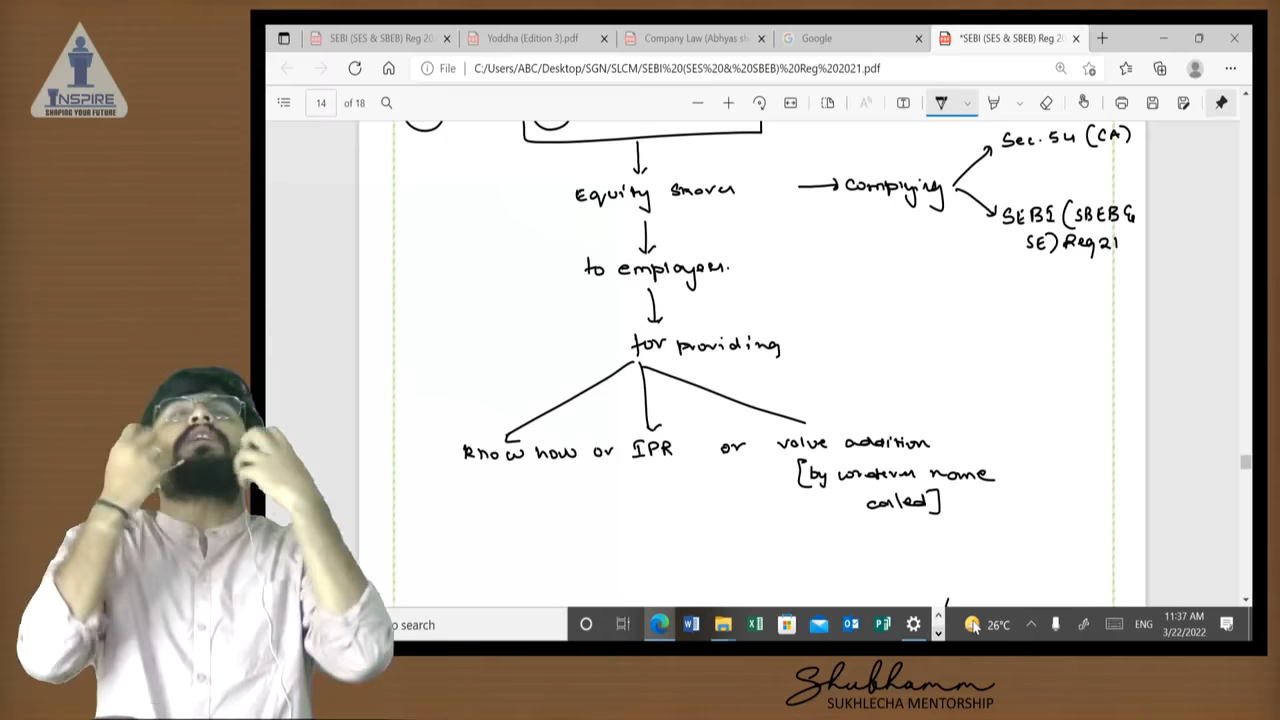 INSPIRE
SHAPING YOUR FUTURE
SEBI (SES & SBEB) Reg 20
Yoddha (Edition 3).pdf
Company Law (Abhyas sh
Google
*SEBI (SES & SBEB) Reg 2
File
C:/Users/ABC/Desktop/SGN/SLCM/SEBI%20(SES%20&%20SBEB)%20Reg%202021.pdf
14 of 18
Sec. 54 (CA)
Equity shares → complying
SEBI (SBEB &
SE) Reg 21
to employees.
for providing
know how or IPR or value addition
[by whatever name
called]
search
26°C
ENG
11:37 AM
3/22/2022
Shubhamm
SUKHLECHA MENTORSHIP